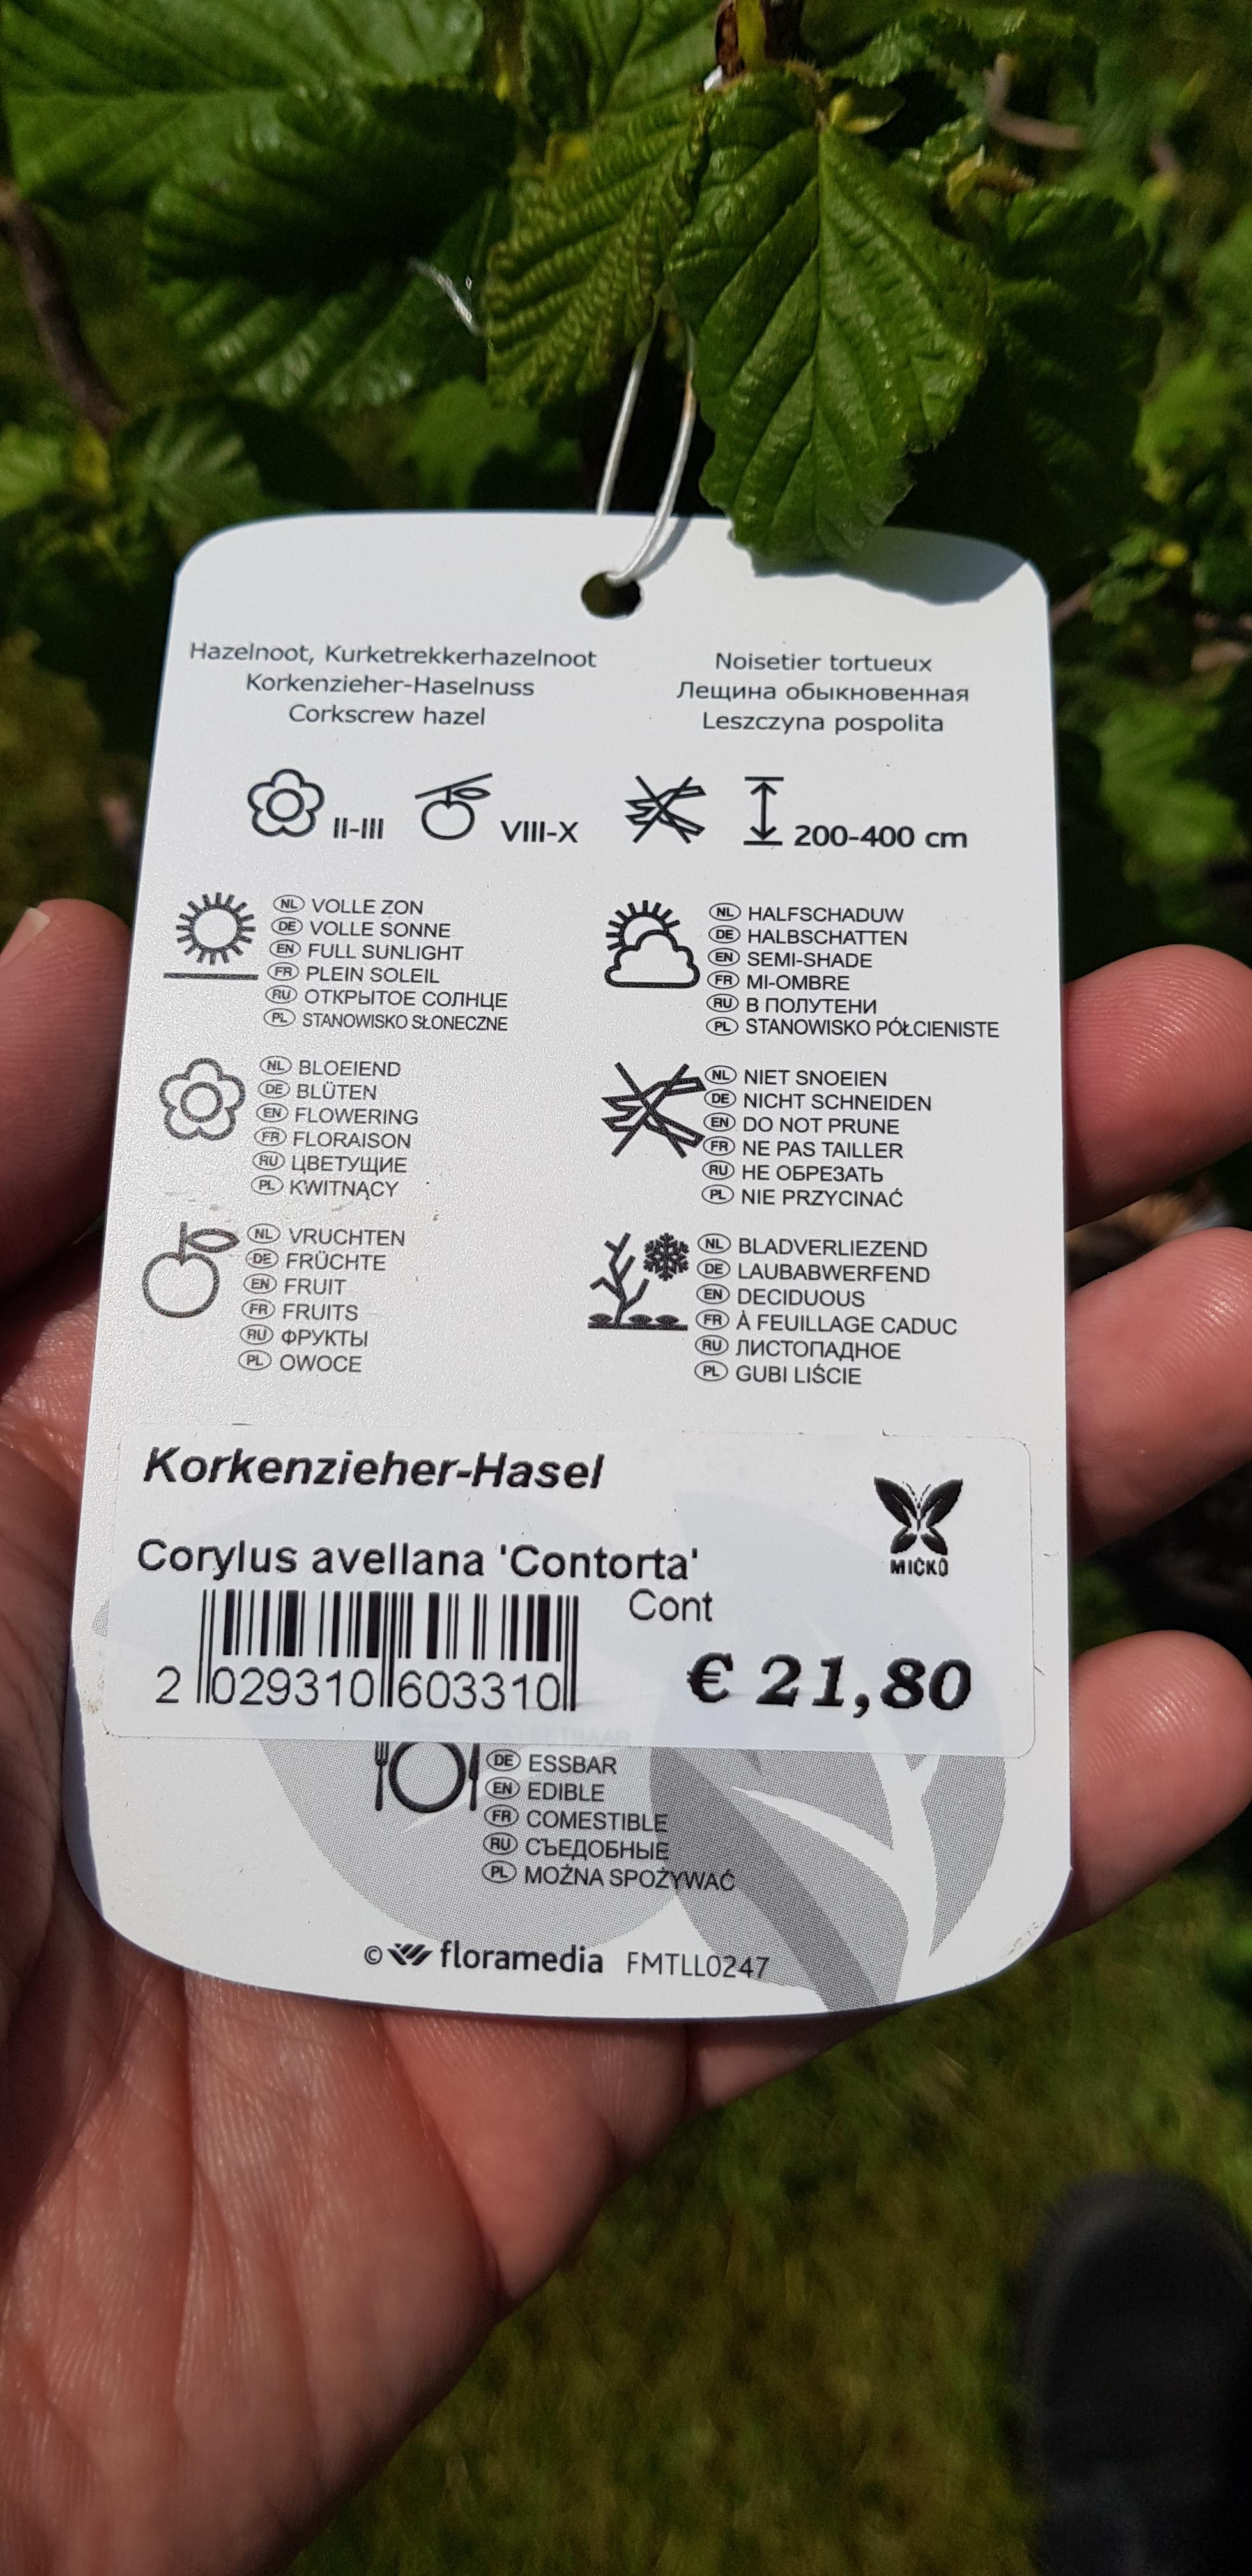 Hazelnoot, Kurketrekkerhazelnoot
Korkenzieher-Haselnuss
Corkscrew hazel
Noisetier tortueux
Лещина обыкновенная
Leszczyna pospolita
II-III VIII-X 200-400 cm
NL VOLLE ZON
DE VOLLE SONNE
EN FULL SUNLIGHT
FR PLEIN SOLEIL
RU ОТКРЫТОЕ СОЛНЦЕ
PL STANOWISKO SŁONECZNE
NL HALFSCHADUW
DE HALBSCHATTEN
EN SEMI-SHADE
FR MI-OMBRE
RU В ПОЛУТЕНИ
PL STANOWISKO PÓŁCIENISTE
NL BLOEIEND
DE BLÜTEN
EN FLOWERING
FR FLORAISON
RU ЦВЕТУЩИЕ
PL KWITNĄCY
NL NIET SNOEIEN
DE NICHT SCHNEIDEN
EN DO NOT PRUNE
FR NE PAS TAILLER
RU НЕ ОБРЕЗАТЬ
PL NIE PRZYCINAĆ
NL VRUCHTEN
DE FRÜCHTE
EN FRUIT
FR FRUITS
RU ФРУКТЫ
PL OWOCE
NL BLADVERLIEZEND
DE LAUBABWERFEND
EN DECIDUOUS
FR À FEUILLAGE CADUC
RU ЛИСТОПАДНОЕ
PL GUBI LIŚCIE
Korkenzieher-Hasel
MICKO
Corylus avellana 'Contorta'
Cont
2 029310 603310
€ 21,80
DE ESSBAR
EN EDIBLE
FR COMESTIBLE
RU СЪЕДОБНЫЕ
PL MOŻNA SPOŻYWAĆ
© floramedia FMTLL0247